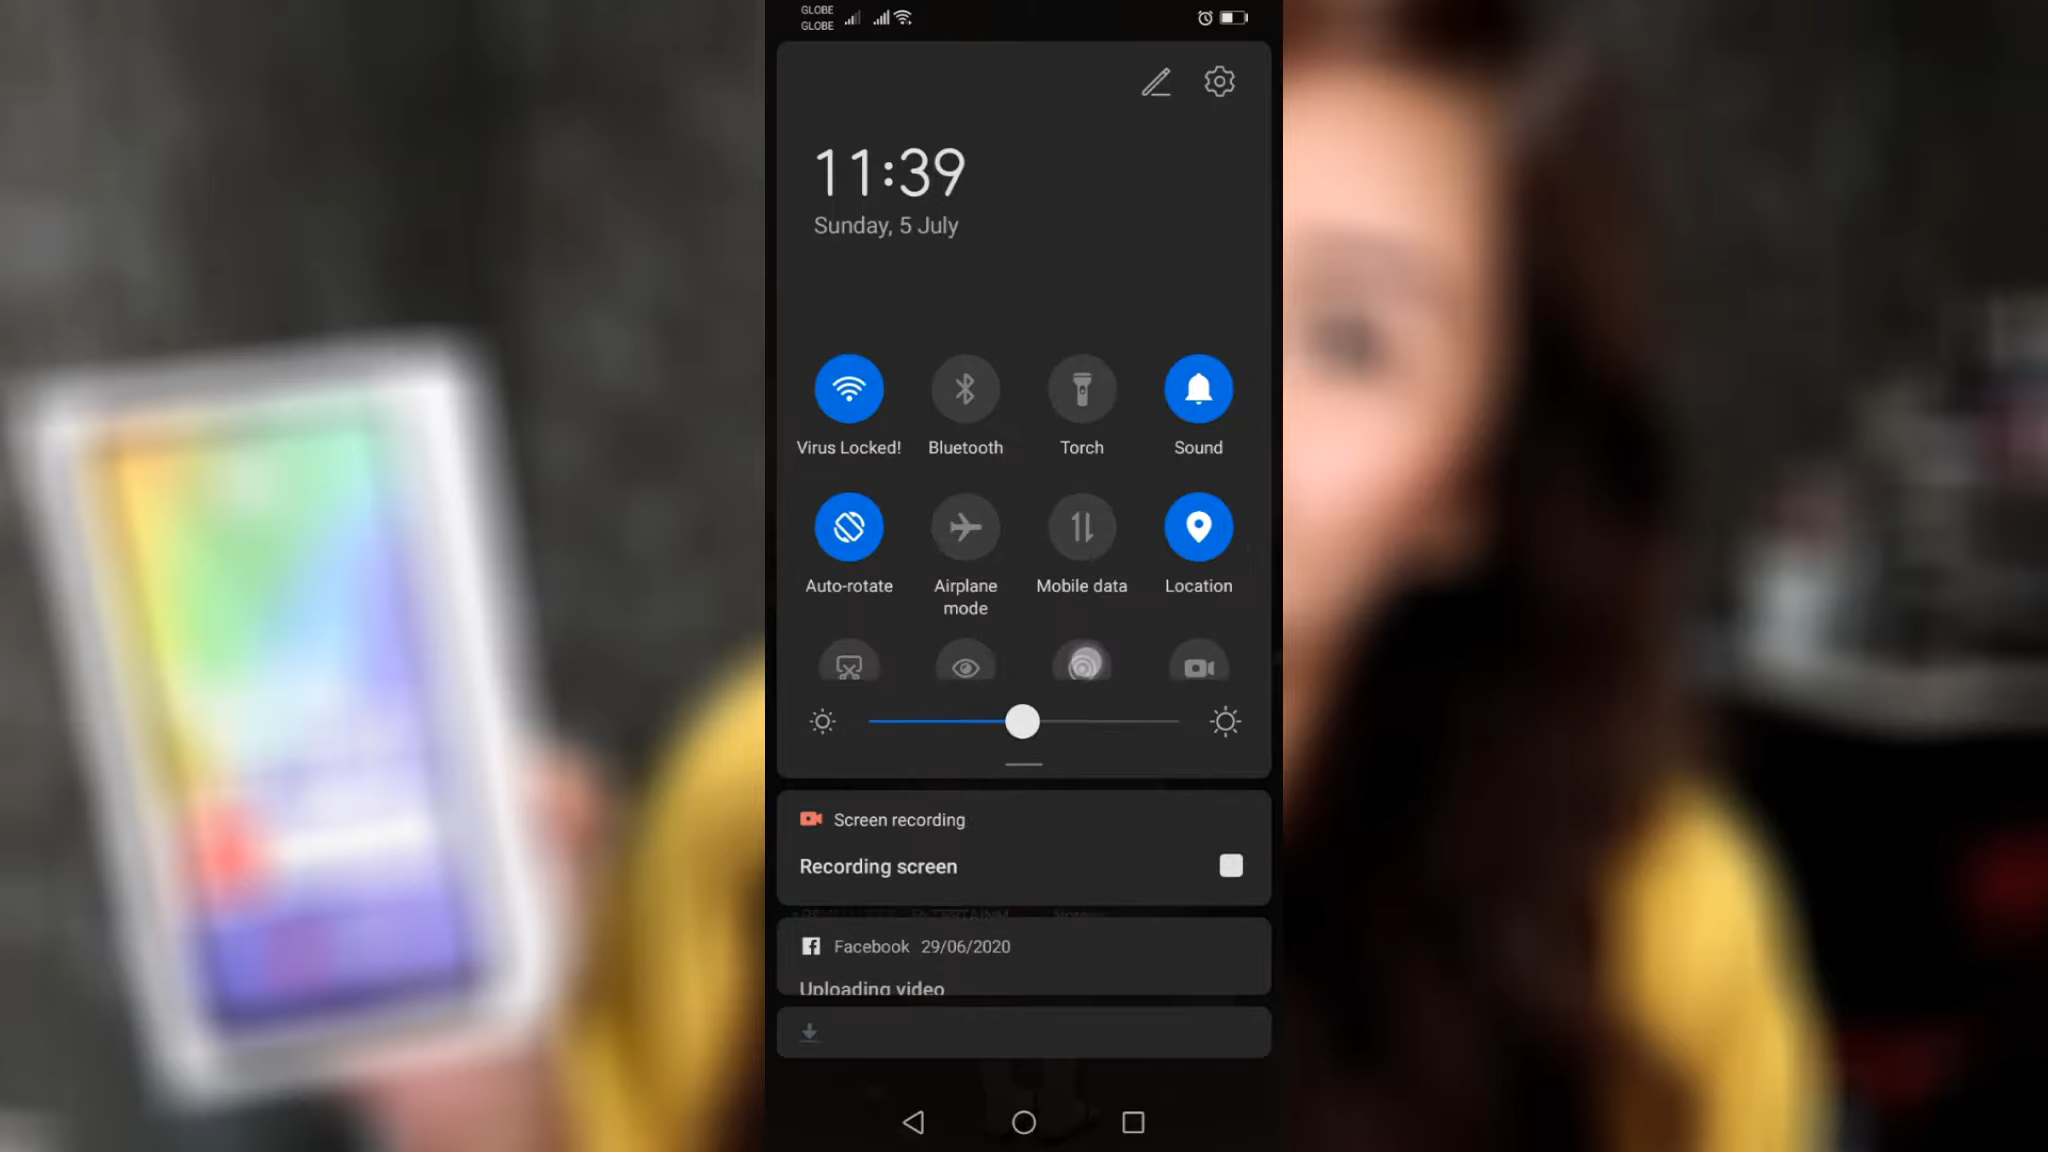 GLOBE
GLOBE
11:39
Sunday, 5 July
Virus Locked! Bluetooth Torch Sound
Auto-rotate Airplane mode Mobile data Location
Screen recording
Recording screen
Facebook 29/06/2020
Uploading video